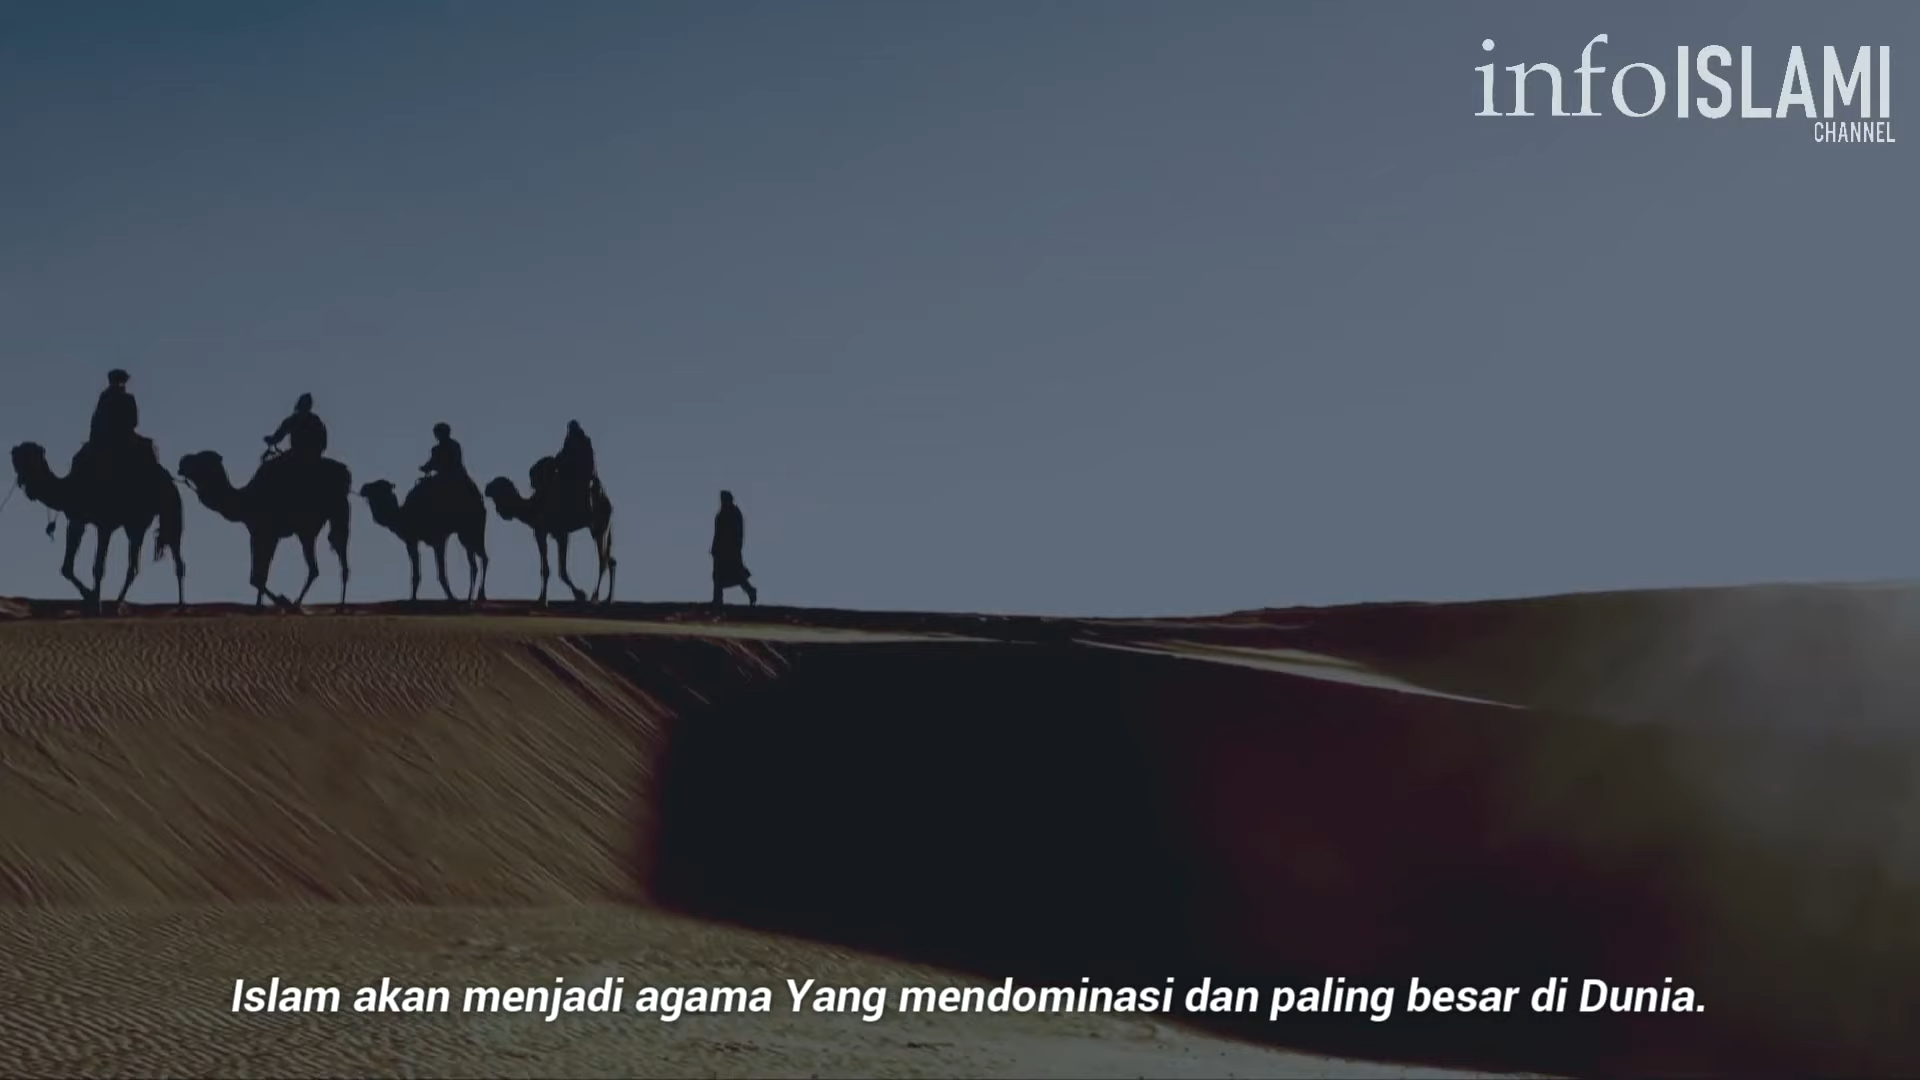 infoISLAMI
CHANNEL
Islam akan menjadi agama Yang mendominasi dan paling besar di Dunia.